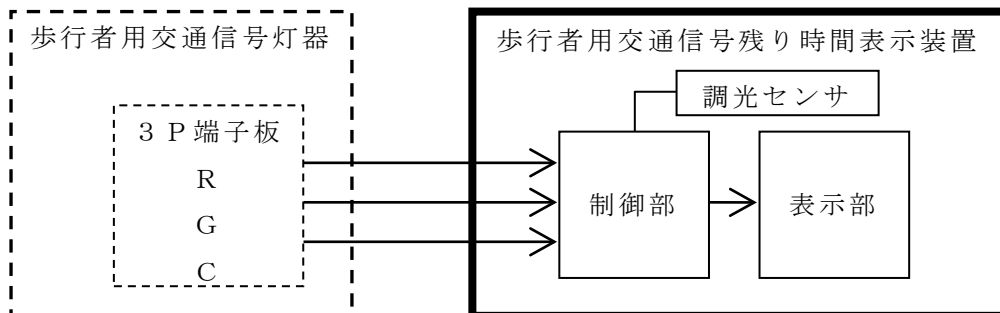 歩行者用交通信号灯器
３Ｐ端子板
Ｒ
Ｇ
Ｃ
歩行者用交通信号残り時間表示装置
調光センサ
制御部
表示部